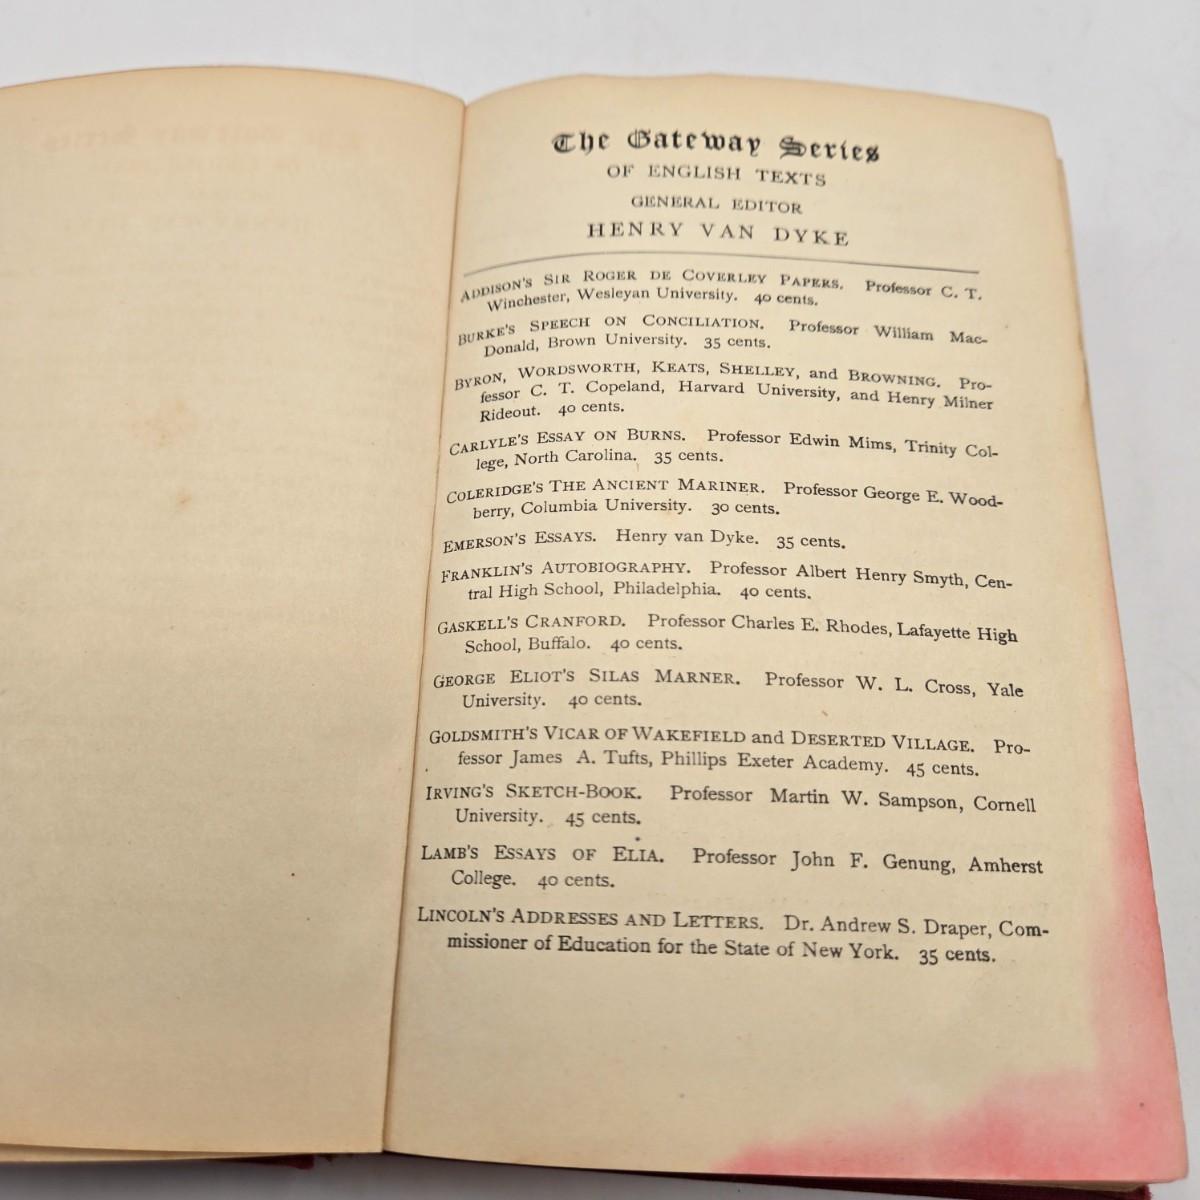 The Gateway Series
OF ENGLISH TEXTS
GENERAL EDITOR
HENRY VAN DYKE
ADDISON'S SIR ROGER DE COVERLEY PAPERS. Professor C. T.
Winchester, Wesleyan University. 40 cents.
BURKE'S SPEECH ON CONCILIATION. Professor William Mac-
Donald, Brown University. 35 cents.
BYRON, WORDSWORTH, KEATS, SHELLEY, and BROWNING. Pro-
fessor C. T. Copeland, Harvard University, and Henry Milner
Rideout. 40 cents.
CARLYLE'S ESSAY ON BURNS. Professor Edwin Mims, Trinity Col-
lege, North Carolina. 35 cents.
COLERIDGE'S THE ANCIENT MARINER. Professor George E. Wood-
berry, Columbia University. 30 cents.
EMERSON'S ESSAYS. Henry van Dyke. 35 cents.
FRANKLIN'S AUTOBIOGRAPHY. Professor Albert Henry Smyth, Cen-
tral High School, Philadelphia. 40 cents.
GASKELL'S CRANFORD. Professor Charles E. Rhodes, Lafayette High
School, Buffalo. 40 cents.
GEORGE ELIOT'S SILAS MARNER. Professor W. L. Cross, Yale
University. 40 cents.
GOLDSMITH'S VICAR OF WAKEFIELD and DESERTED VILLAGE. Pro-
fessor James A. Tufts, Phillips Exeter Academy. 45 cents.
IRVING'S SKETCH-BOOK. Professor Martin W. Sampson, Cornell
University. 45 cents.
LAMB'S ESSAYS OF ELIA. Professor John F. Genung, Amherst
College. 40 cents.
LINCOLN'S ADDRESSES AND LETTERS. Dr. Andrew S. Draper, Com-
missioner of Education for the State of New York. 35 cents.